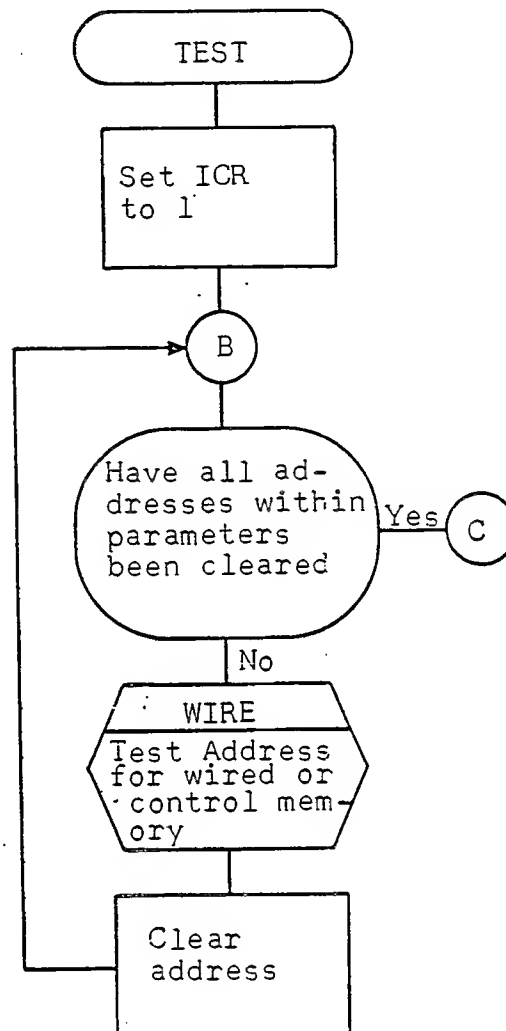 TEST
Set ICR
to 1
B
Have all ad-
dresses within
parameters
been cleared
Yes
C
No
WIRE
Test Address
for wired or
control mem-
ory
Clear
address